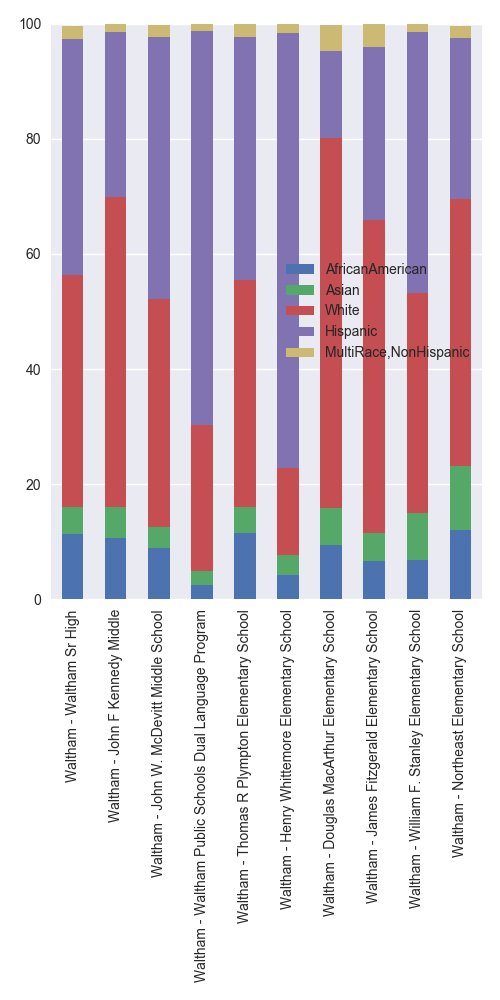 100
80
60
40
20
0
AfricanAmerican
Asian
White
Hispanic
MultiRace,NonHispanic
Waltham - Waltham Sr High
Waltham - John F Kennedy Middle
Waltham - John W. McDevitt Middle School
Waltham - Waltham Public Schools Dual Language Program
Waltham - Thomas R Plympton Elementary School
Waltham - Henry Whittemore Elementary School
Waltham - Douglas MacArthur Elementary School
Waltham - James Fitzgerald Elementary School
Waltham - William F. Stanley Elementary School
Waltham - Northeast Elementary School